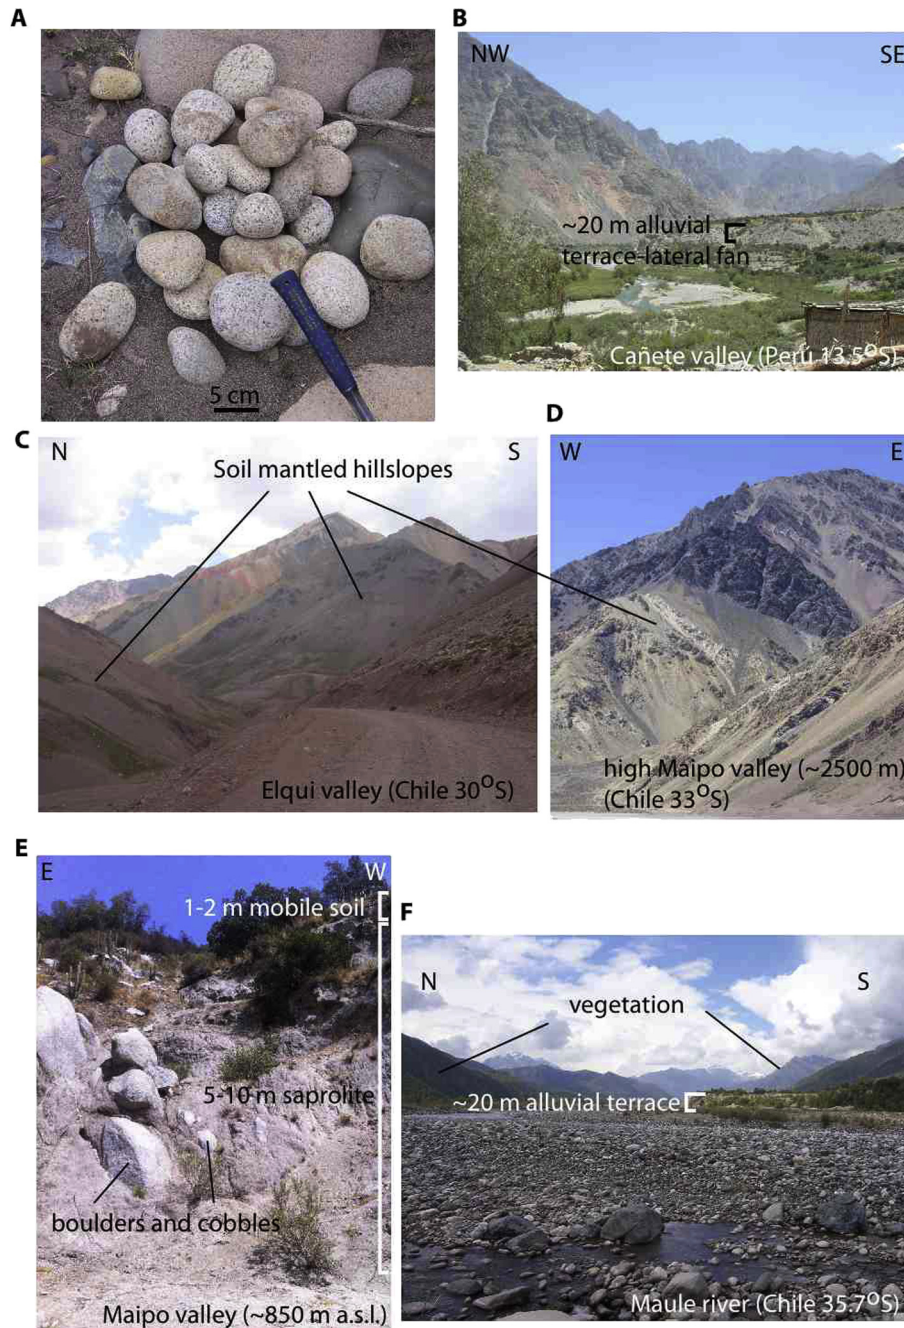 A
5 cm
B
NW
SE
~20 m alluvial
terrace-lateral fan
Cañete valley (Perú 13.5°S)
C
N
S
Soil mantled hillslopes
Elqui valley (Chile 30°S)
D
W
E
high Maipo valley (~2500 m)
(Chile 33°S)
E
E
W
1-2 m mobile soil
5-10 m saprolite
boulders and cobbles
Maipo valley (~850 m a.s.l.)
F
N
S
vegetation
~20 m alluvial terrace
Maule river (Chile 35.7°S)